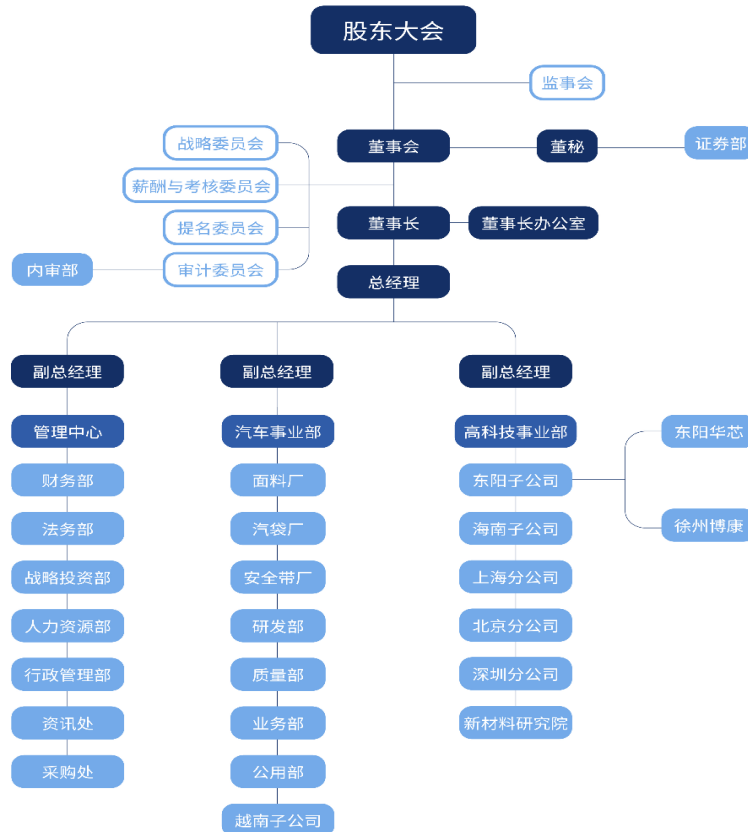 股东大会
监事会
战略委员会
董事会
董秘
证券部
薪酬与考核委员会
提名委员会
董事长
董事长办公室
内审部
审计委员会
总经理
副总经理
副总经理
副总经理
管理中心
汽车事业部
高科技事业部
东阳华芯
财务部
面料厂
东阳子公司
法务部
汽袋厂
海南子公司
徐州博康
战略投资部
安全带厂
上海分公司
人力资源部
研发部
北京分公司
行政管理部
质量部
深圳分公司
资讯处
业务部
新材料研究院
采购处
公用部
越南子公司